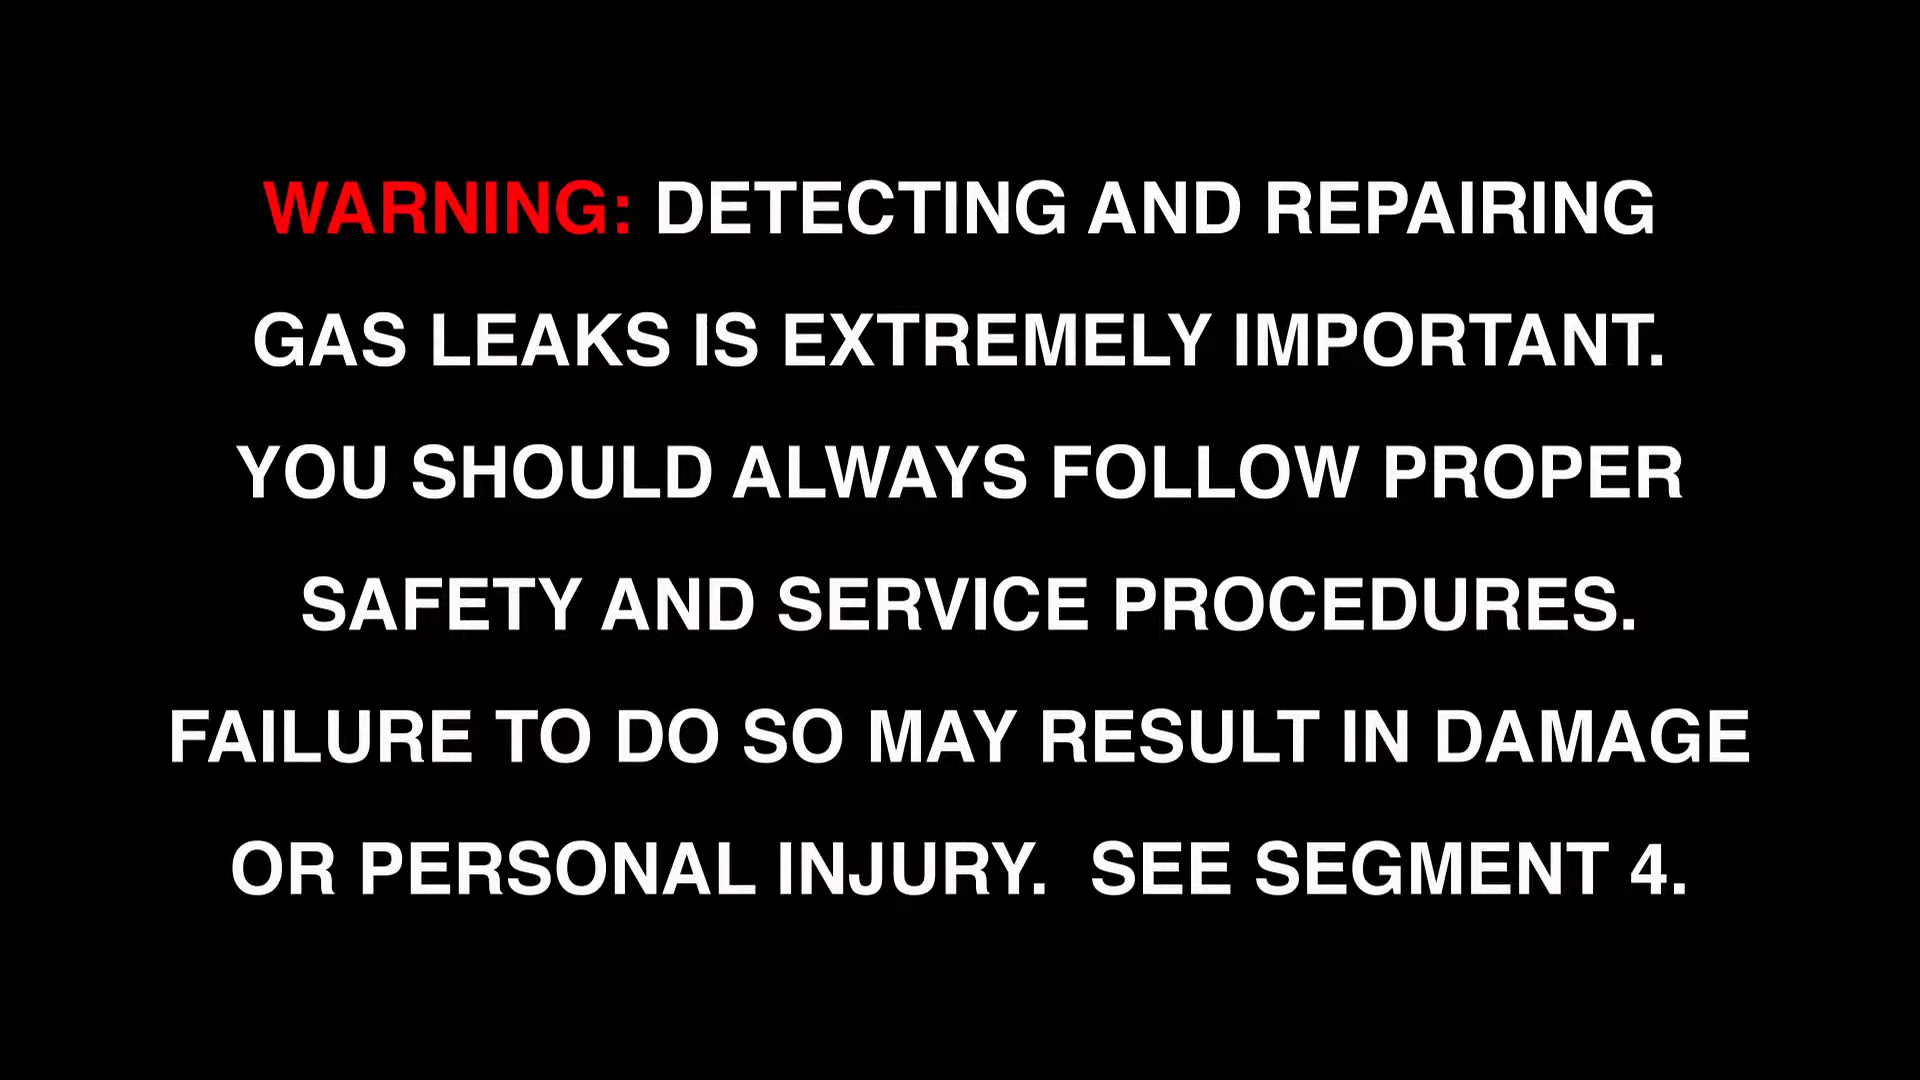 WARNING: DETECTING AND REPAIRING
GAS LEAKS IS EXTREMELY IMPORTANT.
YOU SHOULD ALWAYS FOLLOW PROPER
SAFETY AND SERVICE PROCEDURES.
FAILURE TO DO SO MAY RESULT IN DAMAGE
OR PERSONAL INJURY.  SEE SEGMENT 4.